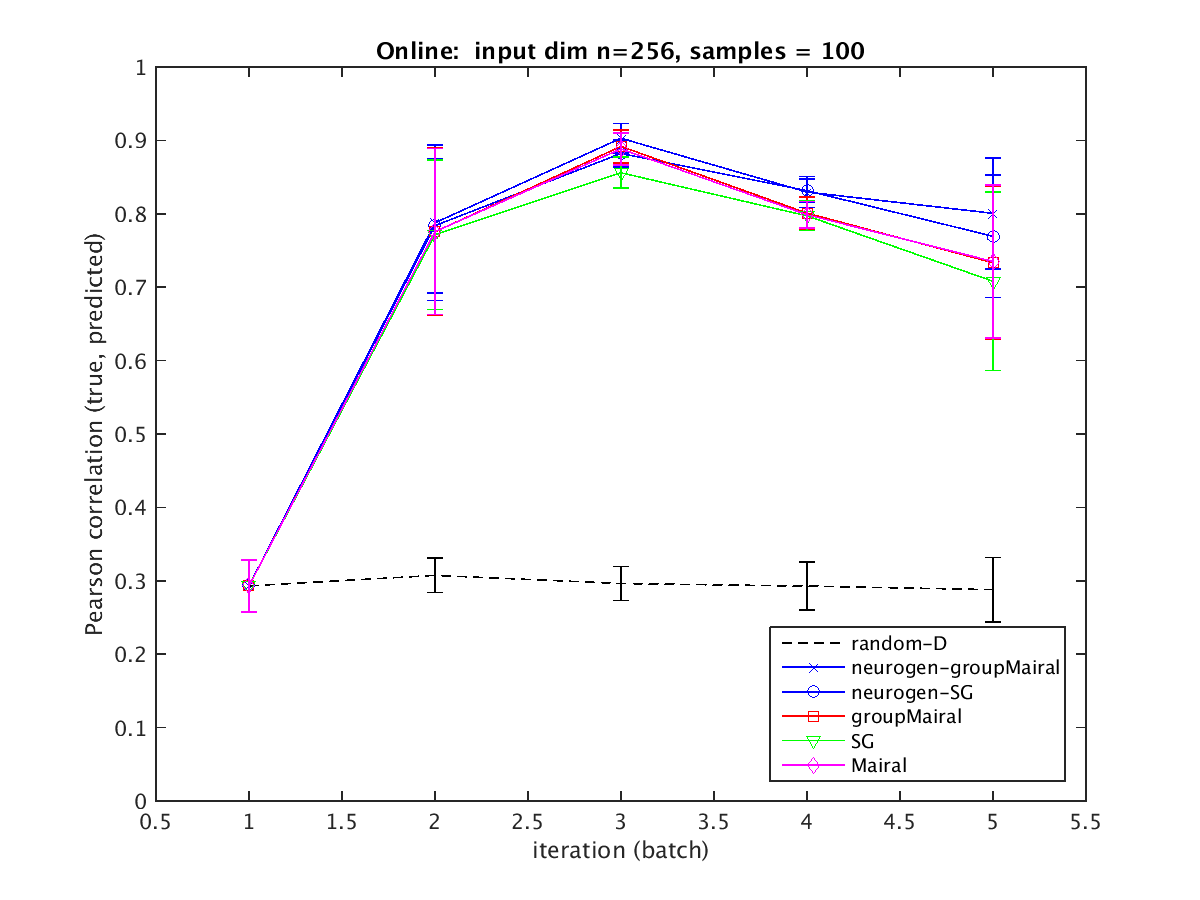 Online:  input dim n=256, samples = 100
Pearson correlation (true, predicted)
1
0.9
0.8
0.7
0.6
0.5
0.4
0.3
0.2
0.1
0
0.5 1 1.5 2 2.5 3 3.5 4 4.5 5 5.5
iteration (batch)
random-D
neurogen-groupMairal
neurogen-SG
groupMairal
SG
Mairal